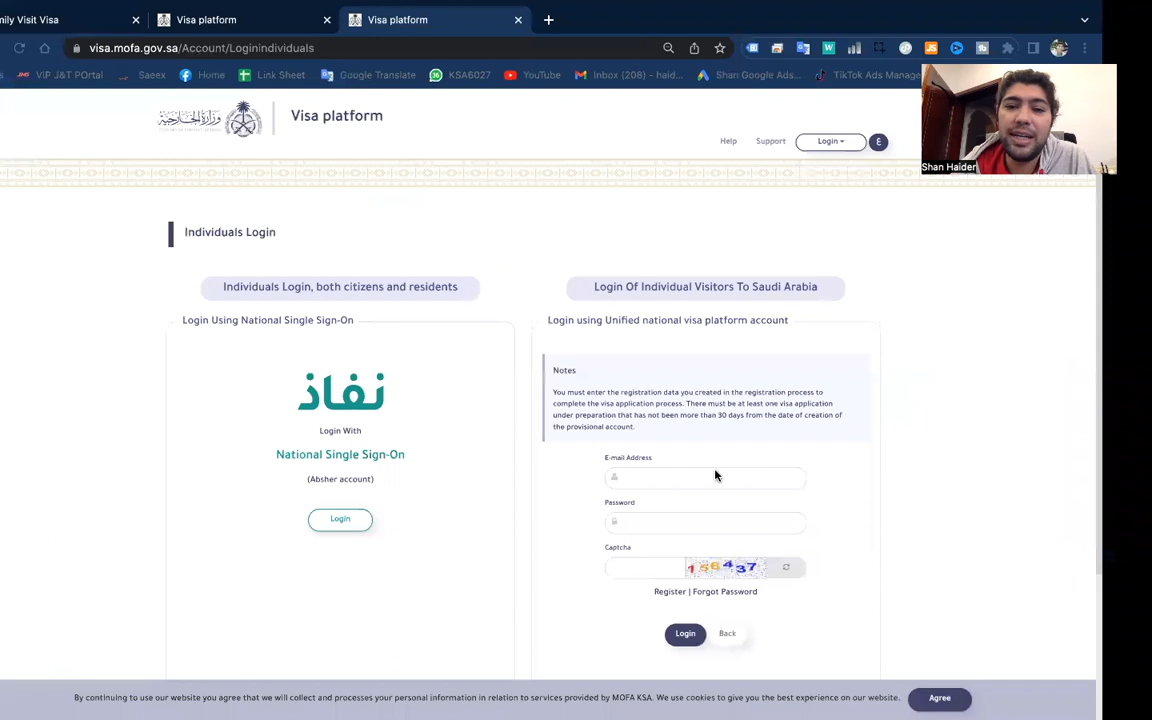 mily Visit Visa
Visa platform
Visa platform
visa.mofa.gov.sa/Account/Loginindividuals
ViP J&T POrtal
Saeex
Home
Link Sheet
Google Translate
KSA6027
YouTube
Inbox (208) – haid...
Shan Google Ads...
TikTok Ads Manage
وزارة الخارجية
Visa platform
Help
Support
Login
ع
Shan Haider
Individuals Login
Individuals Login, both citizens and residents
Login Using National Single Sign-On
نفاذ
Login With
National Single Sign-On
(Absher account)
Login
Login Of Individual Visitors To Saudi Arabia
Login using Unified national visa platform account
Notes
You must enter the registration data you created in the registration process to
complete the visa application process. There must be at least one visa application
under preparation that has not been more than 30 days from the date of creation of
the provisional account.
E-mail Address
Password
Captcha
156437
Register | Forgot Password
Login
Back
By continuing to use our website you agree that we will collect and processes your personal information in relation to services provided by MOFA KSA. We use cookies to give you the best experience on our website.
Agree